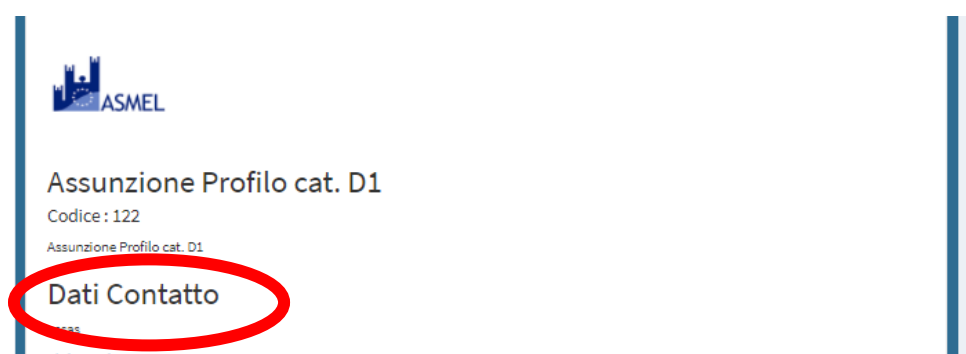 ASMEL
Assunzione Profilo cat. D1
Codice : 122
Assunzione Profilo cat. D1
Dati Contatto